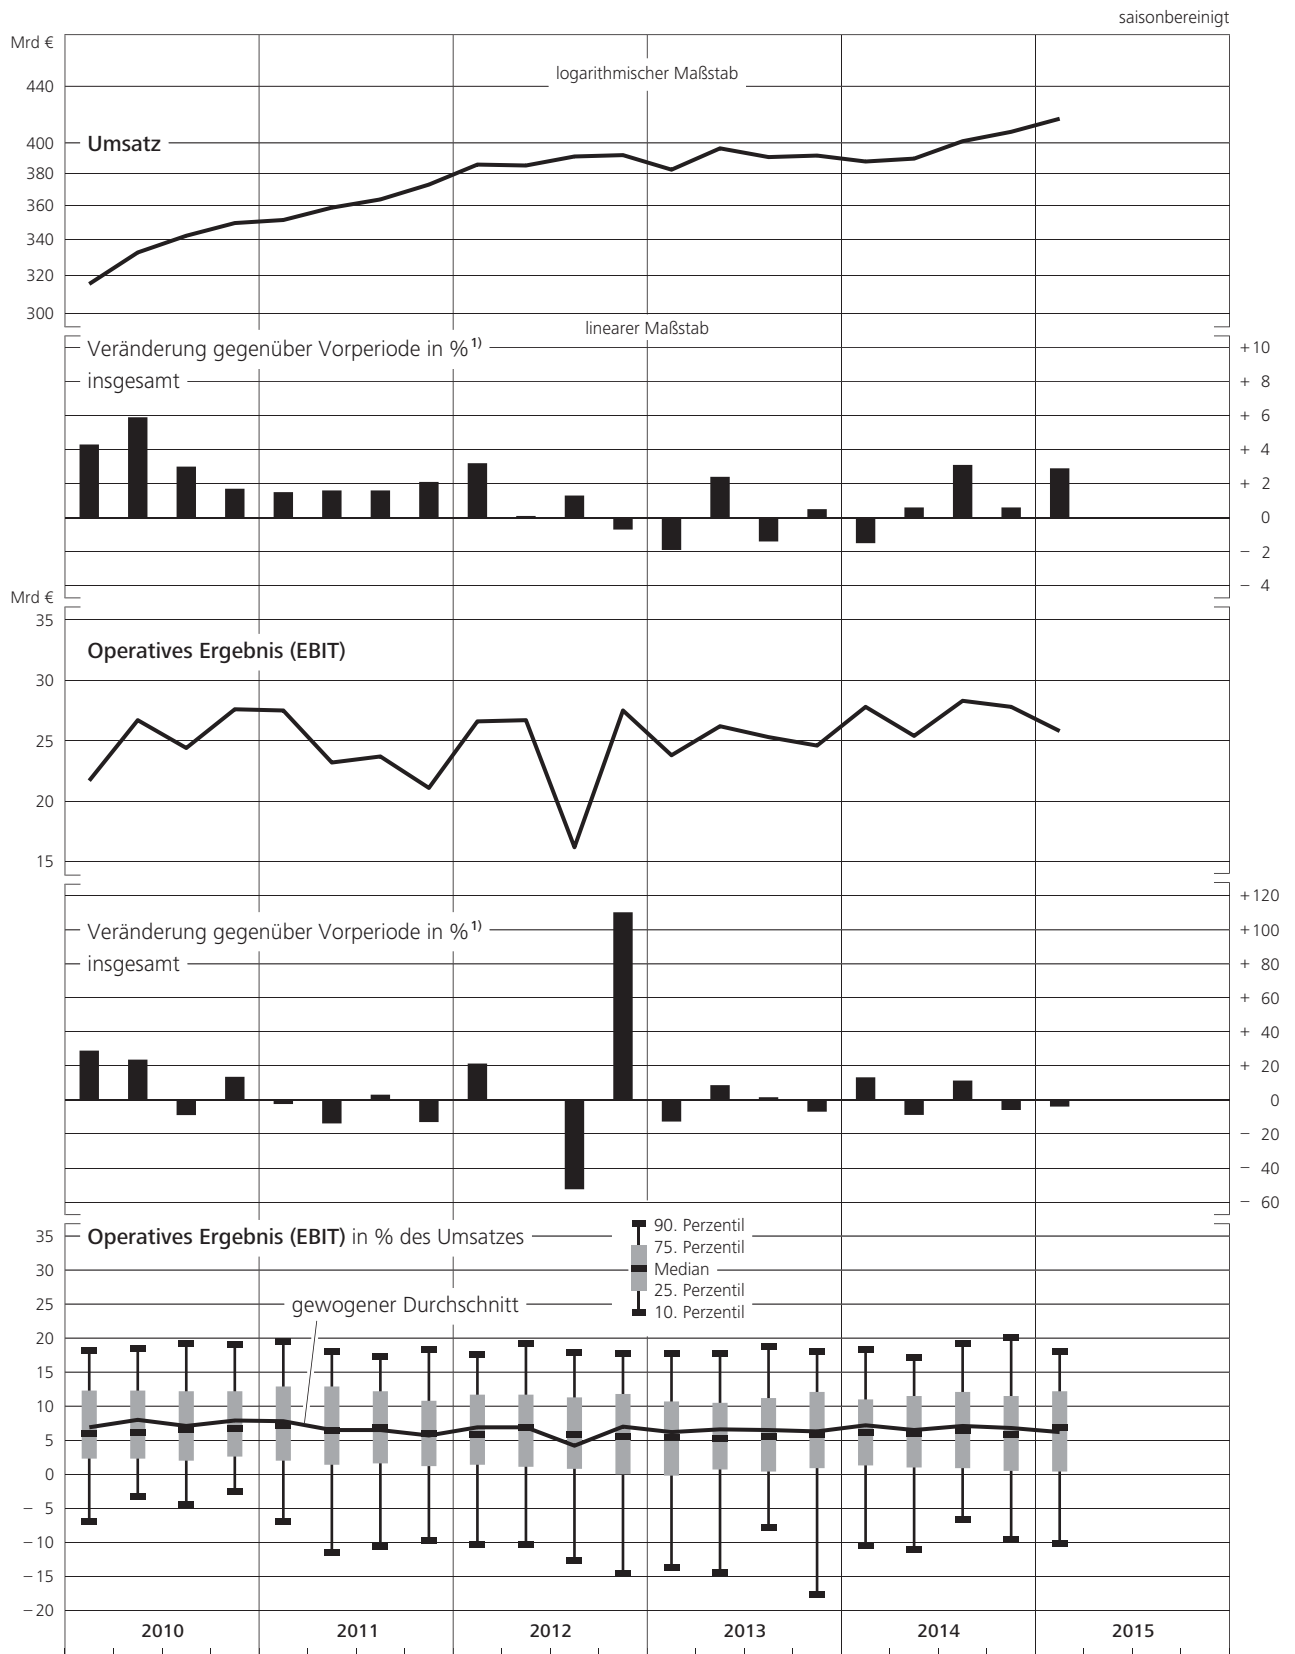 saisonbereinigt
Mrd €
logarithmischer Maßstab
440
Umsatz
400
380
360
340
320
300
linearer Maßstab
Veränderung gegenüber Vorperiode in % 1)
+ 10
insgesamt
+ 8
+ 6
+ 4
+ 2
0
− 2
− 4
Mrd €
35
Operatives Ergebnis (EBIT)
30
25
20
15
+ 120
Veränderung gegenüber Vorperiode in % 1)
+ 100
insgesamt
+ 80
+ 60
+ 40
+ 20
0
− 20
− 40
− 60
35
Operatives Ergebnis (EBIT) in % des Umsatzes
90. Perzentil
75. Perzentil
Median
25. Perzentil
10. Perzentil
30
25
gewogener Durchschnitt
20
15
10
5
0
− 5
− 10
− 15
− 20
2010 2011 2012 2013 2014 2015